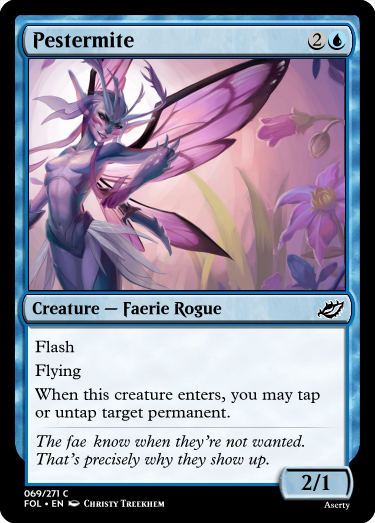 Pestermite 2
Creature — Faerie Rogue
Flash
Flying
When this creature enters, you may tap
or untap target permanent.
The fae know when they're not wanted.
That's precisely why they show up.
2/1
069/271 C
FOL • EN Christy Treekhem
Aserty